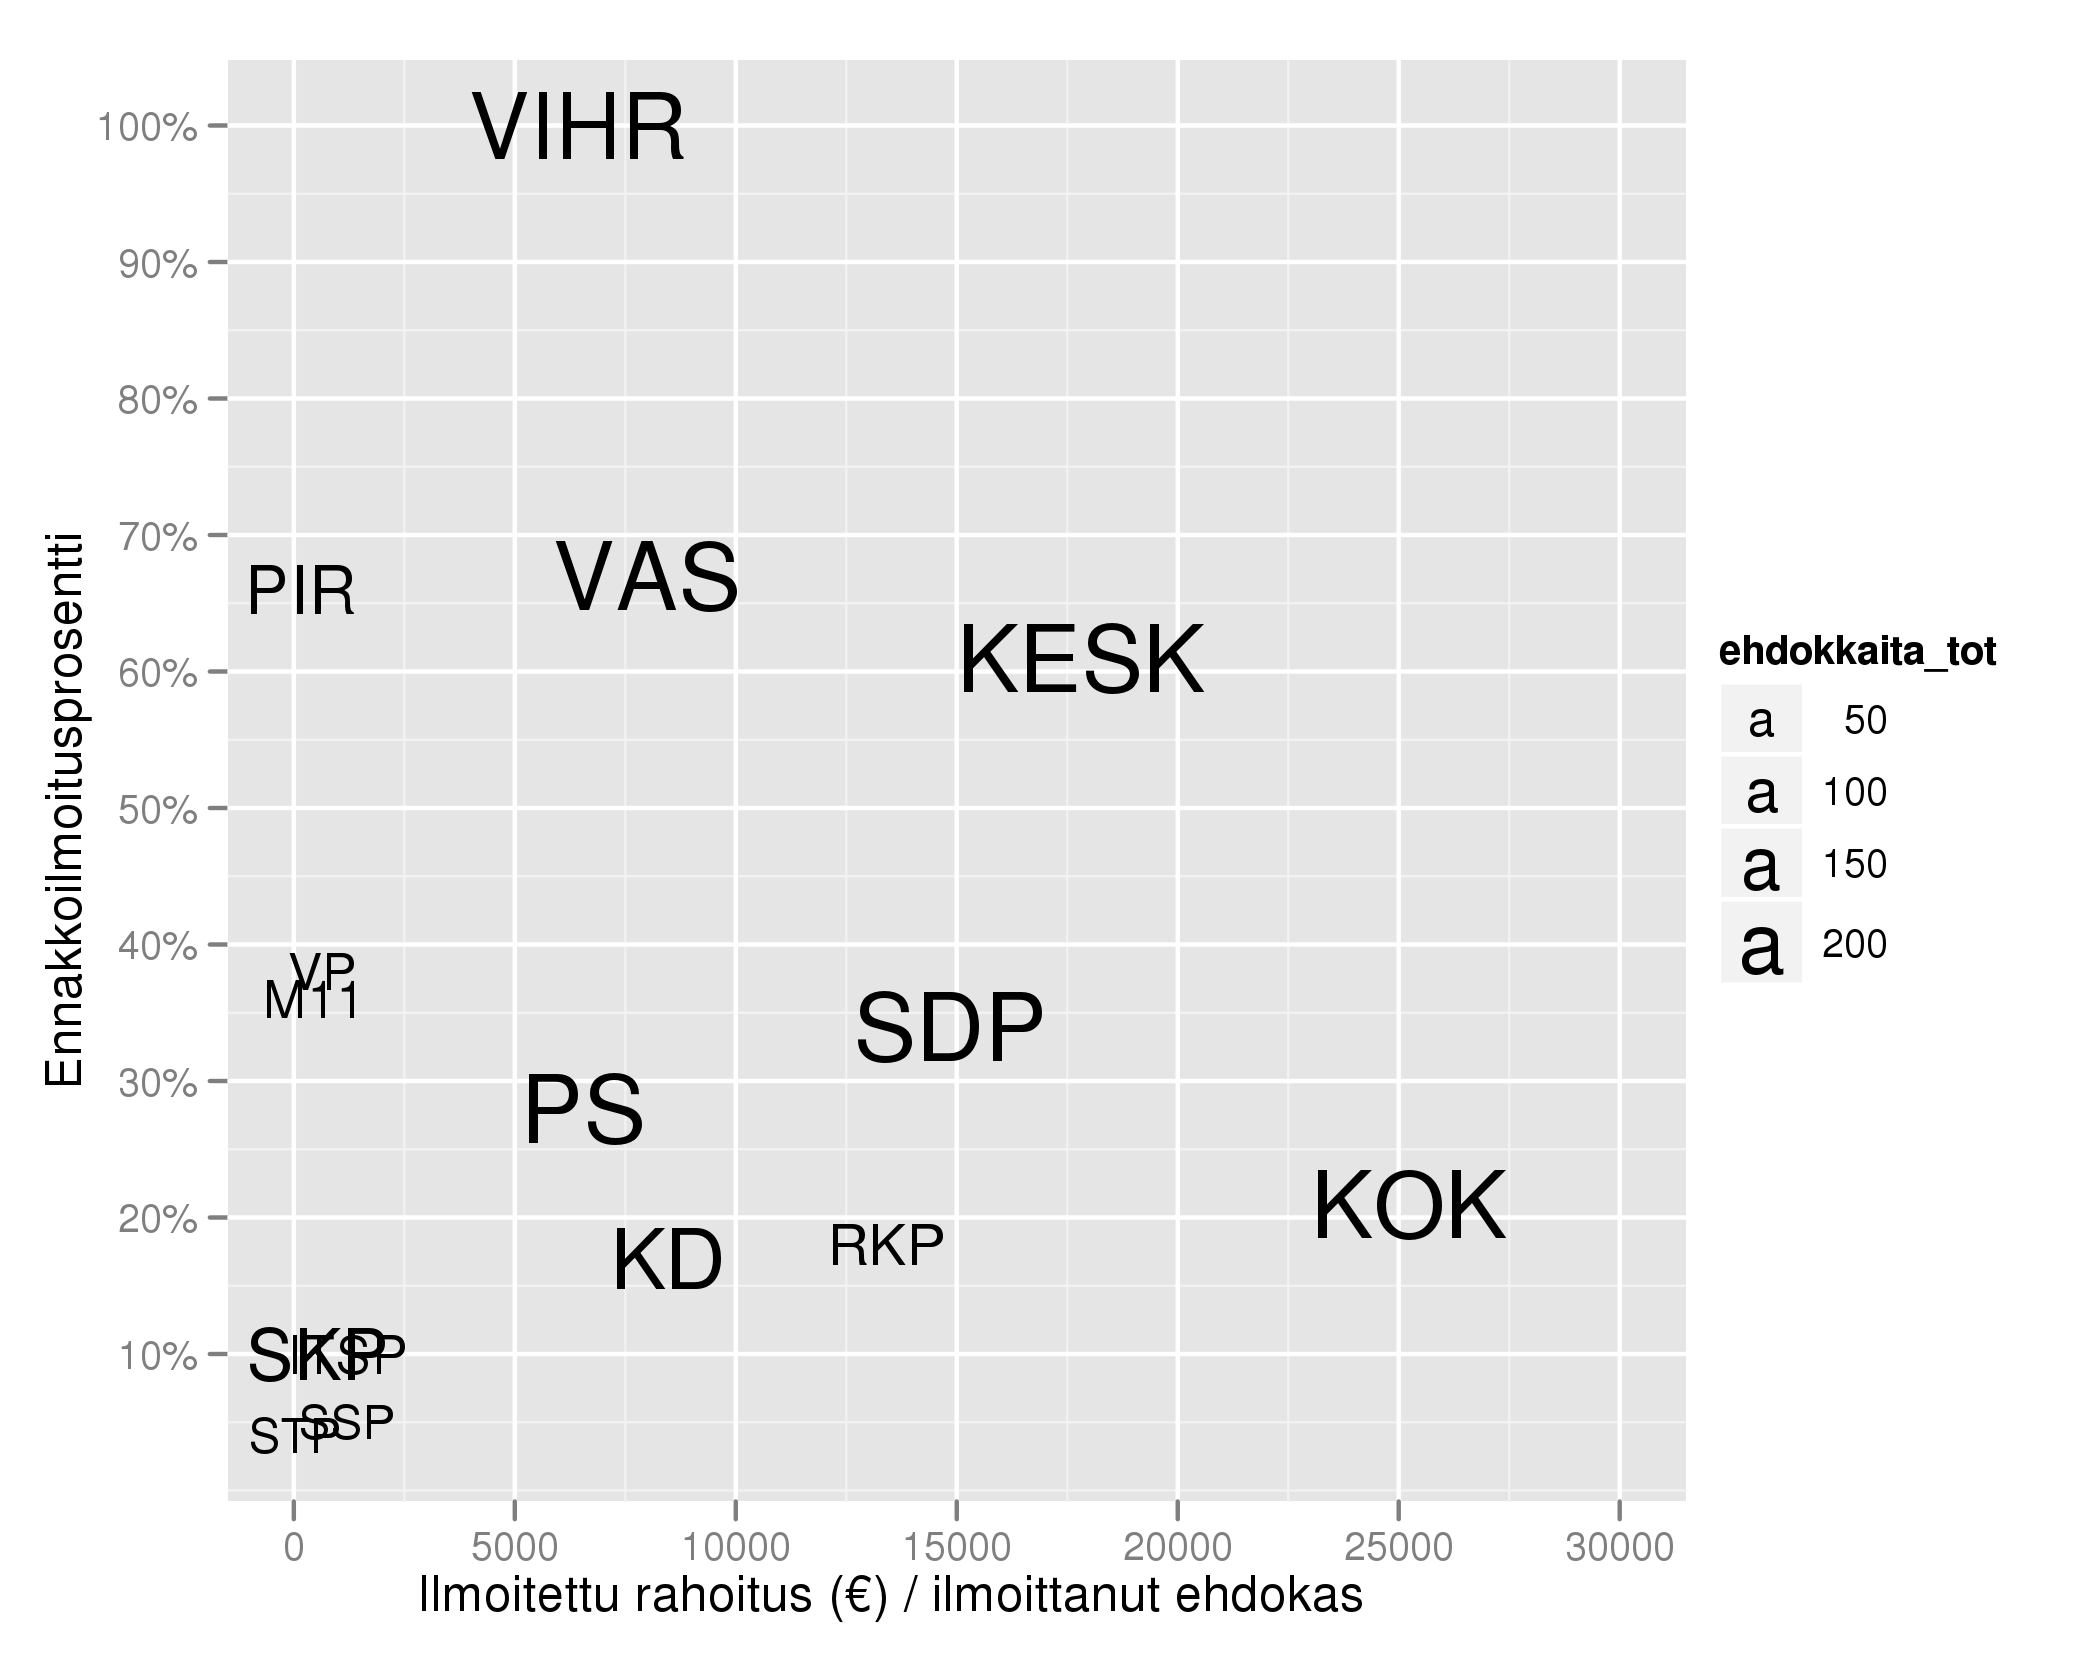 VIHR
100%
90%
80%
70%
VAS
PIR
KESK
60%
50%
40%
VP
M11
SDP
30%
PS
KOK
20%
RKP
KD
10%
SKP
ITSP
SSP
STP
0 5000 10000 15000 20000 25000 30000
Ilmoitettu rahoitus (€) / ilmoittanut ehdokas
Ennakkoilmoitusprosentti
ehdokkaita_tot
a 50
a 100
a 150
a 200